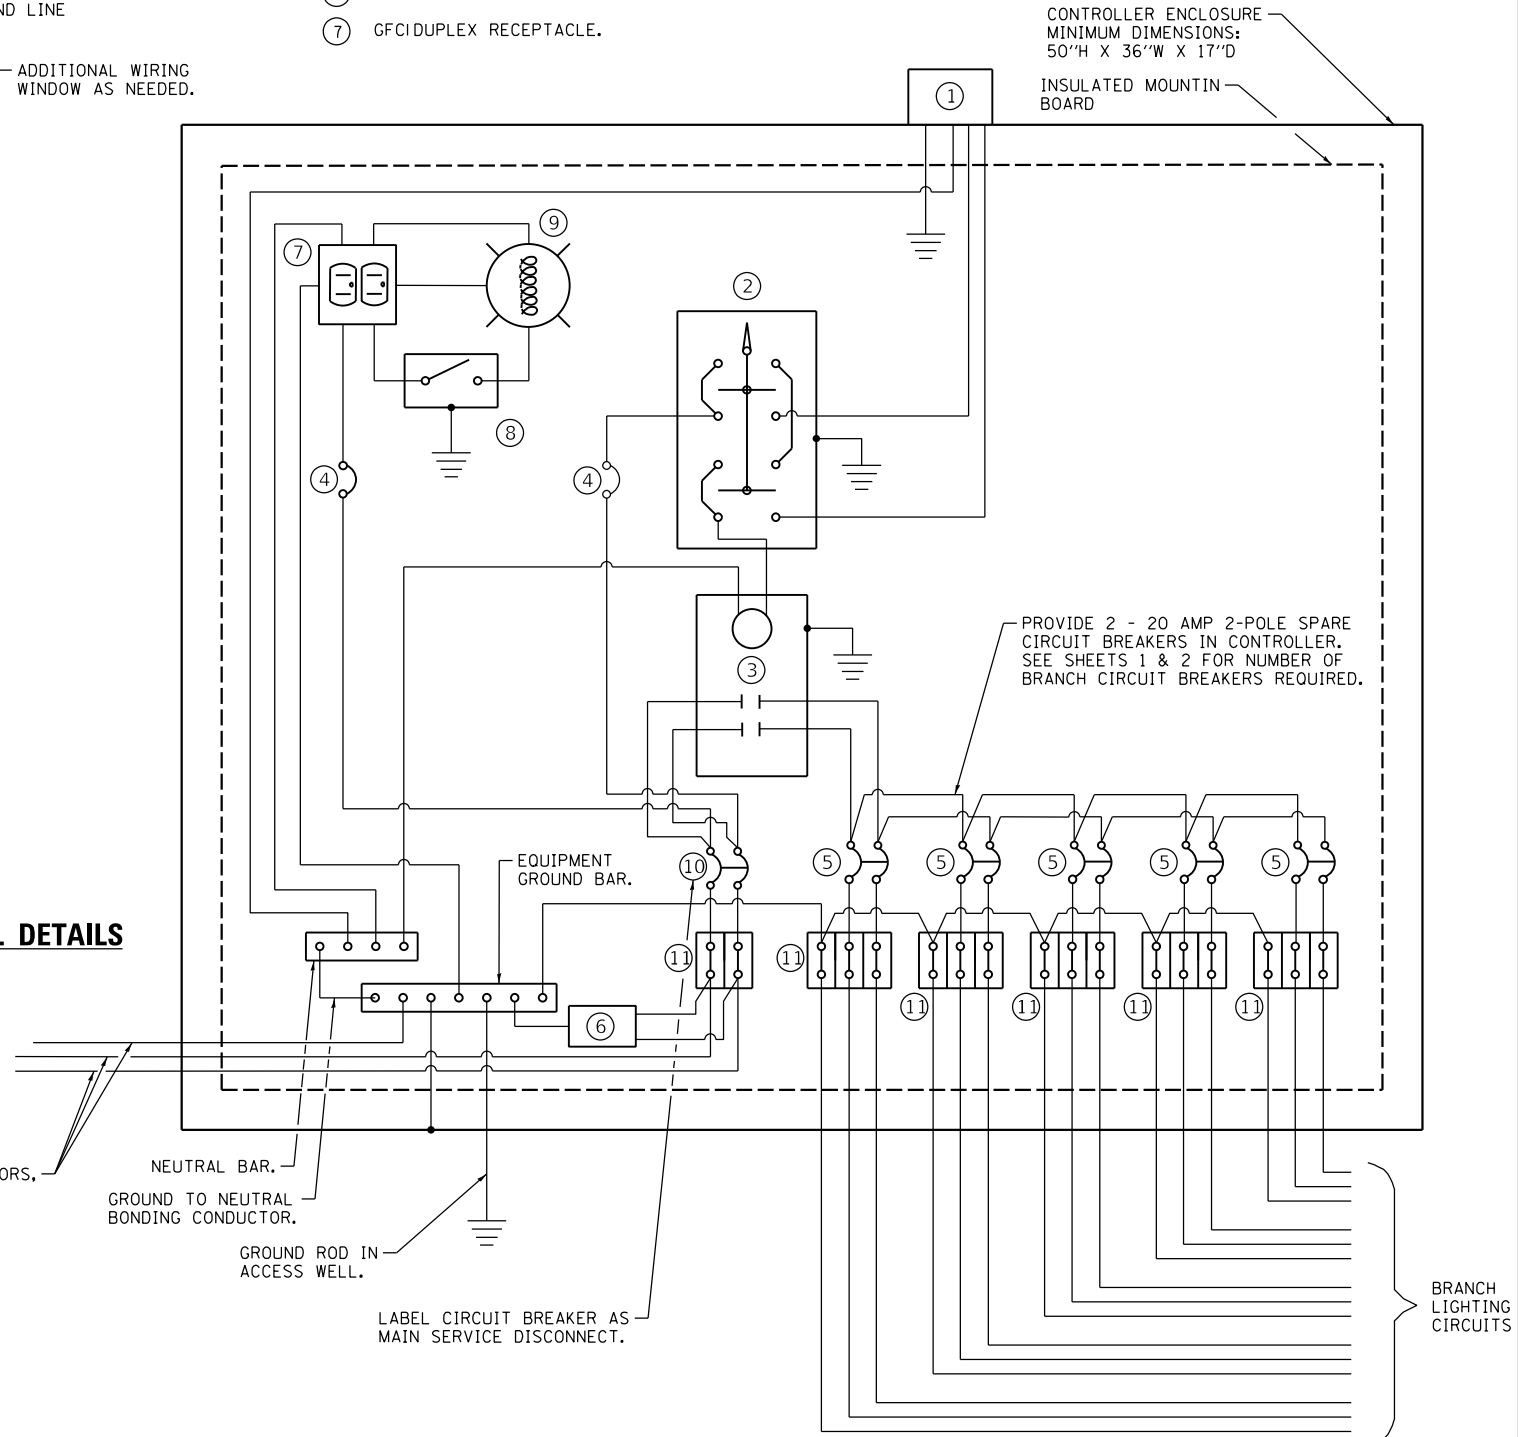 ND LINE
7 GFCI DUPLEX RECEPTACLE.
ADDITIONAL WIRING
WINDOW AS NEEDED.
CONTROLLER ENCLOSURE
MINIMUM DIMENSIONS:
50"H X 36"W X 17"D
INSULATED MOUNTIN
BOARD
1
9
7
2
8
4
4
3
PROVIDE 2 - 20 AMP 2-POLE SPARE
CIRCUIT BREAKERS IN CONTROLLER.
SEE SHEETS 1 & 2 FOR NUMBER OF
BRANCH CIRCUIT BREAKERS REQUIRED.
EQUIPMENT
GROUND BAR.
10
5
5
5
5
5
L DETAILS
11
11
11
11
11
11
6
ORS,
NEUTRAL BAR.
GROUND TO NEUTRAL
BONDING CONDUCTOR.
GROUND ROD IN
ACCESS WELL.
LABEL CIRCUIT BREAKER AS
MAIN SERVICE DISCONNECT.
BRANCH
LIGHTING
CIRCUITS